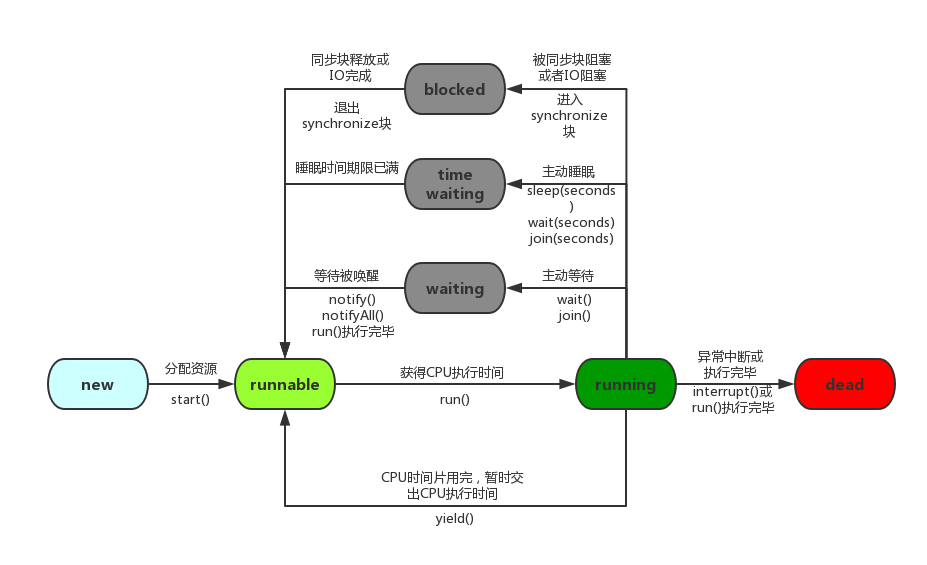 同步块释放或
IO完成
blocked
被同步块阻塞
或者IO阻塞
退出
synchronize块
进入
synchronize
块
睡眠时间期限已满
time
waiting
主动睡眠
sleep(seconds
)
wait(seconds)
join(seconds)
等待被唤醒
notify()
notifyAll()
run()执行完毕
waiting
主动等待
wait()
join()
new
分配资源
start()
runnable
获得CPU执行时间
run()
running
异常中断或
执行完毕
interrupt()或
run()执行完毕
dead
CPU时间片用完，暂时交
出CPU执行时间
yield()